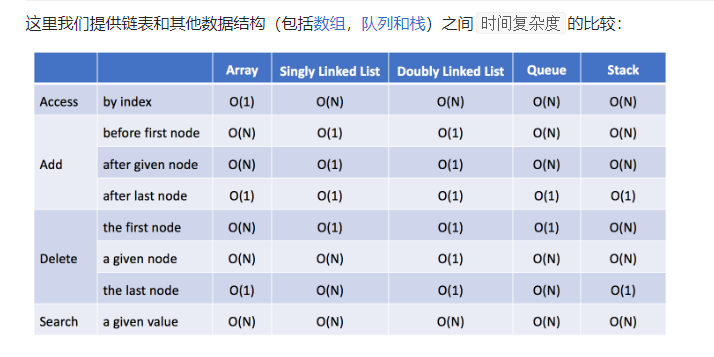 这里我们提供链表和其他数据结构（包括数组，队列和栈）之间 时间复杂度 的比较：
Array Singly Linked List Doubly Linked List Queue Stack
Access by index O(1) O(N) O(N) O(N) O(N)
before first node O(N) O(1) O(1) O(N) O(N)
Add after given node O(N) O(1) O(1) O(N) O(N)
after last node O(1) O(1) O(1) O(1) O(1)
the first node O(N) O(1) O(1) O(1) O(N)
Delete a given node O(N) O(N) O(1) O(N) O(N)
the last node O(1) O(N) O(1) O(N) O(1)
Search a given value O(N) O(N) O(N) O(N) O(N)